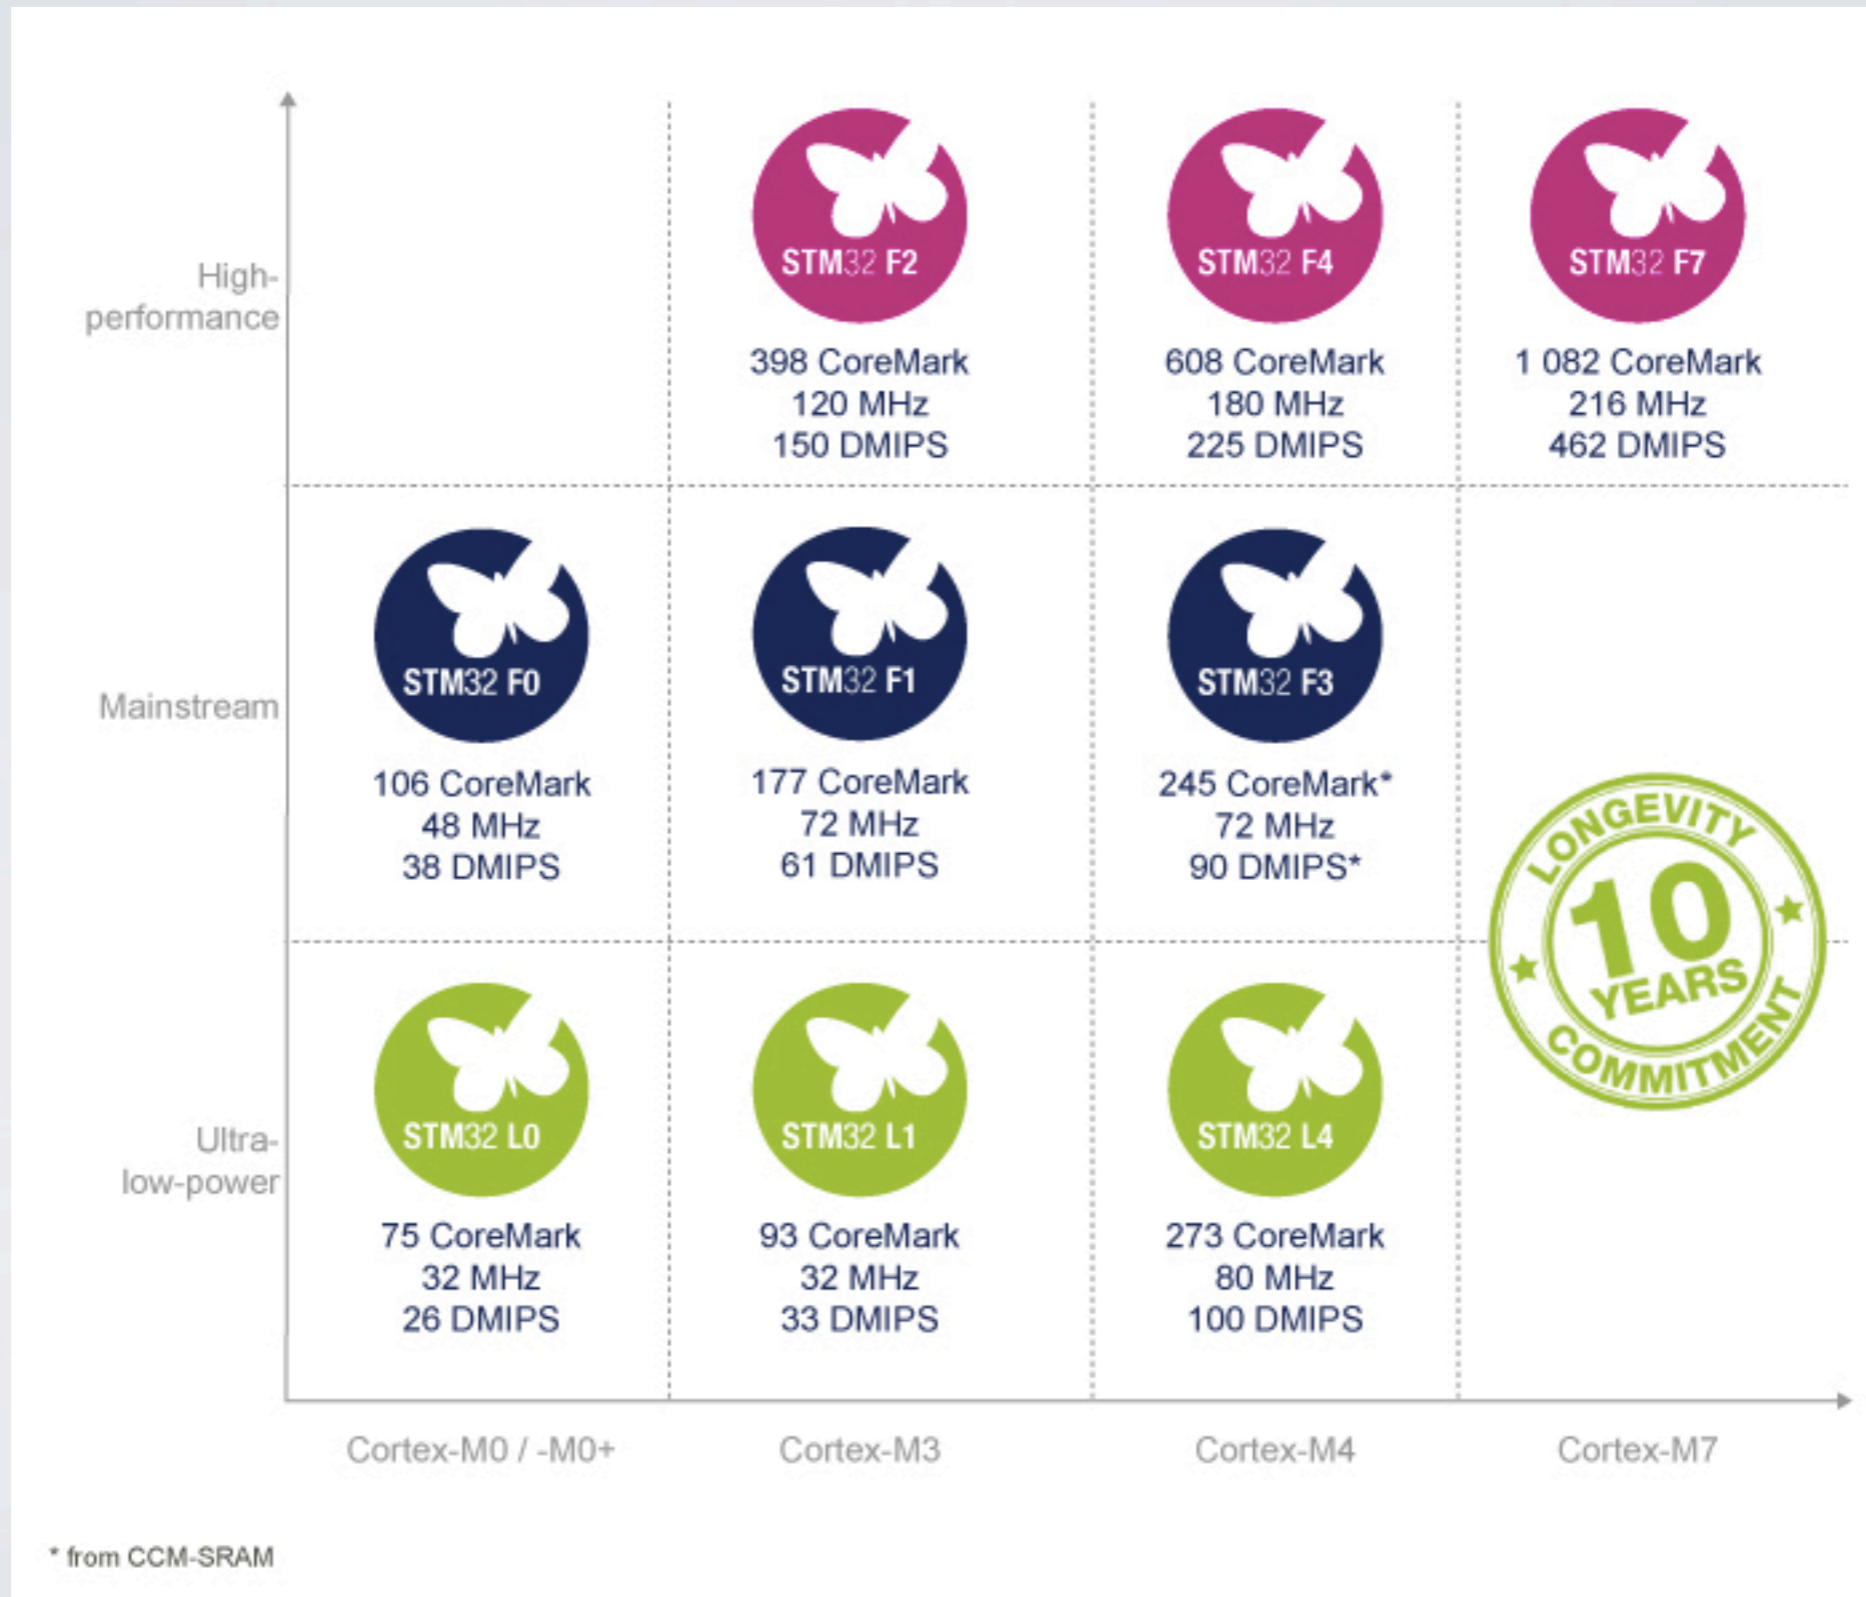 High-
performance
STM32 F2
398 CoreMark
120 MHz
150 DMIPS
STM32 F4
608 CoreMark
180 MHz
225 DMIPS
STM32 F7
1 082 CoreMark
216 MHz
462 DMIPS
Mainstream
STM32 F0
106 CoreMark
48 MHz
38 DMIPS
STM32 F1
177 CoreMark
72 MHz
61 DMIPS
STM32 F3
245 CoreMark*
72 MHz
90 DMIPS*
LONGEVITY
10
YEARS
COMMITMENT
Ultra-
low-power
STM32 L0
75 CoreMark
32 MHz
26 DMIPS
STM32 L1
93 CoreMark
32 MHz
33 DMIPS
STM32 L4
273 CoreMark
80 MHz
100 DMIPS
Cortex-M0 / -M0+
Cortex-M3
Cortex-M4
Cortex-M7
* from CCM-SRAM